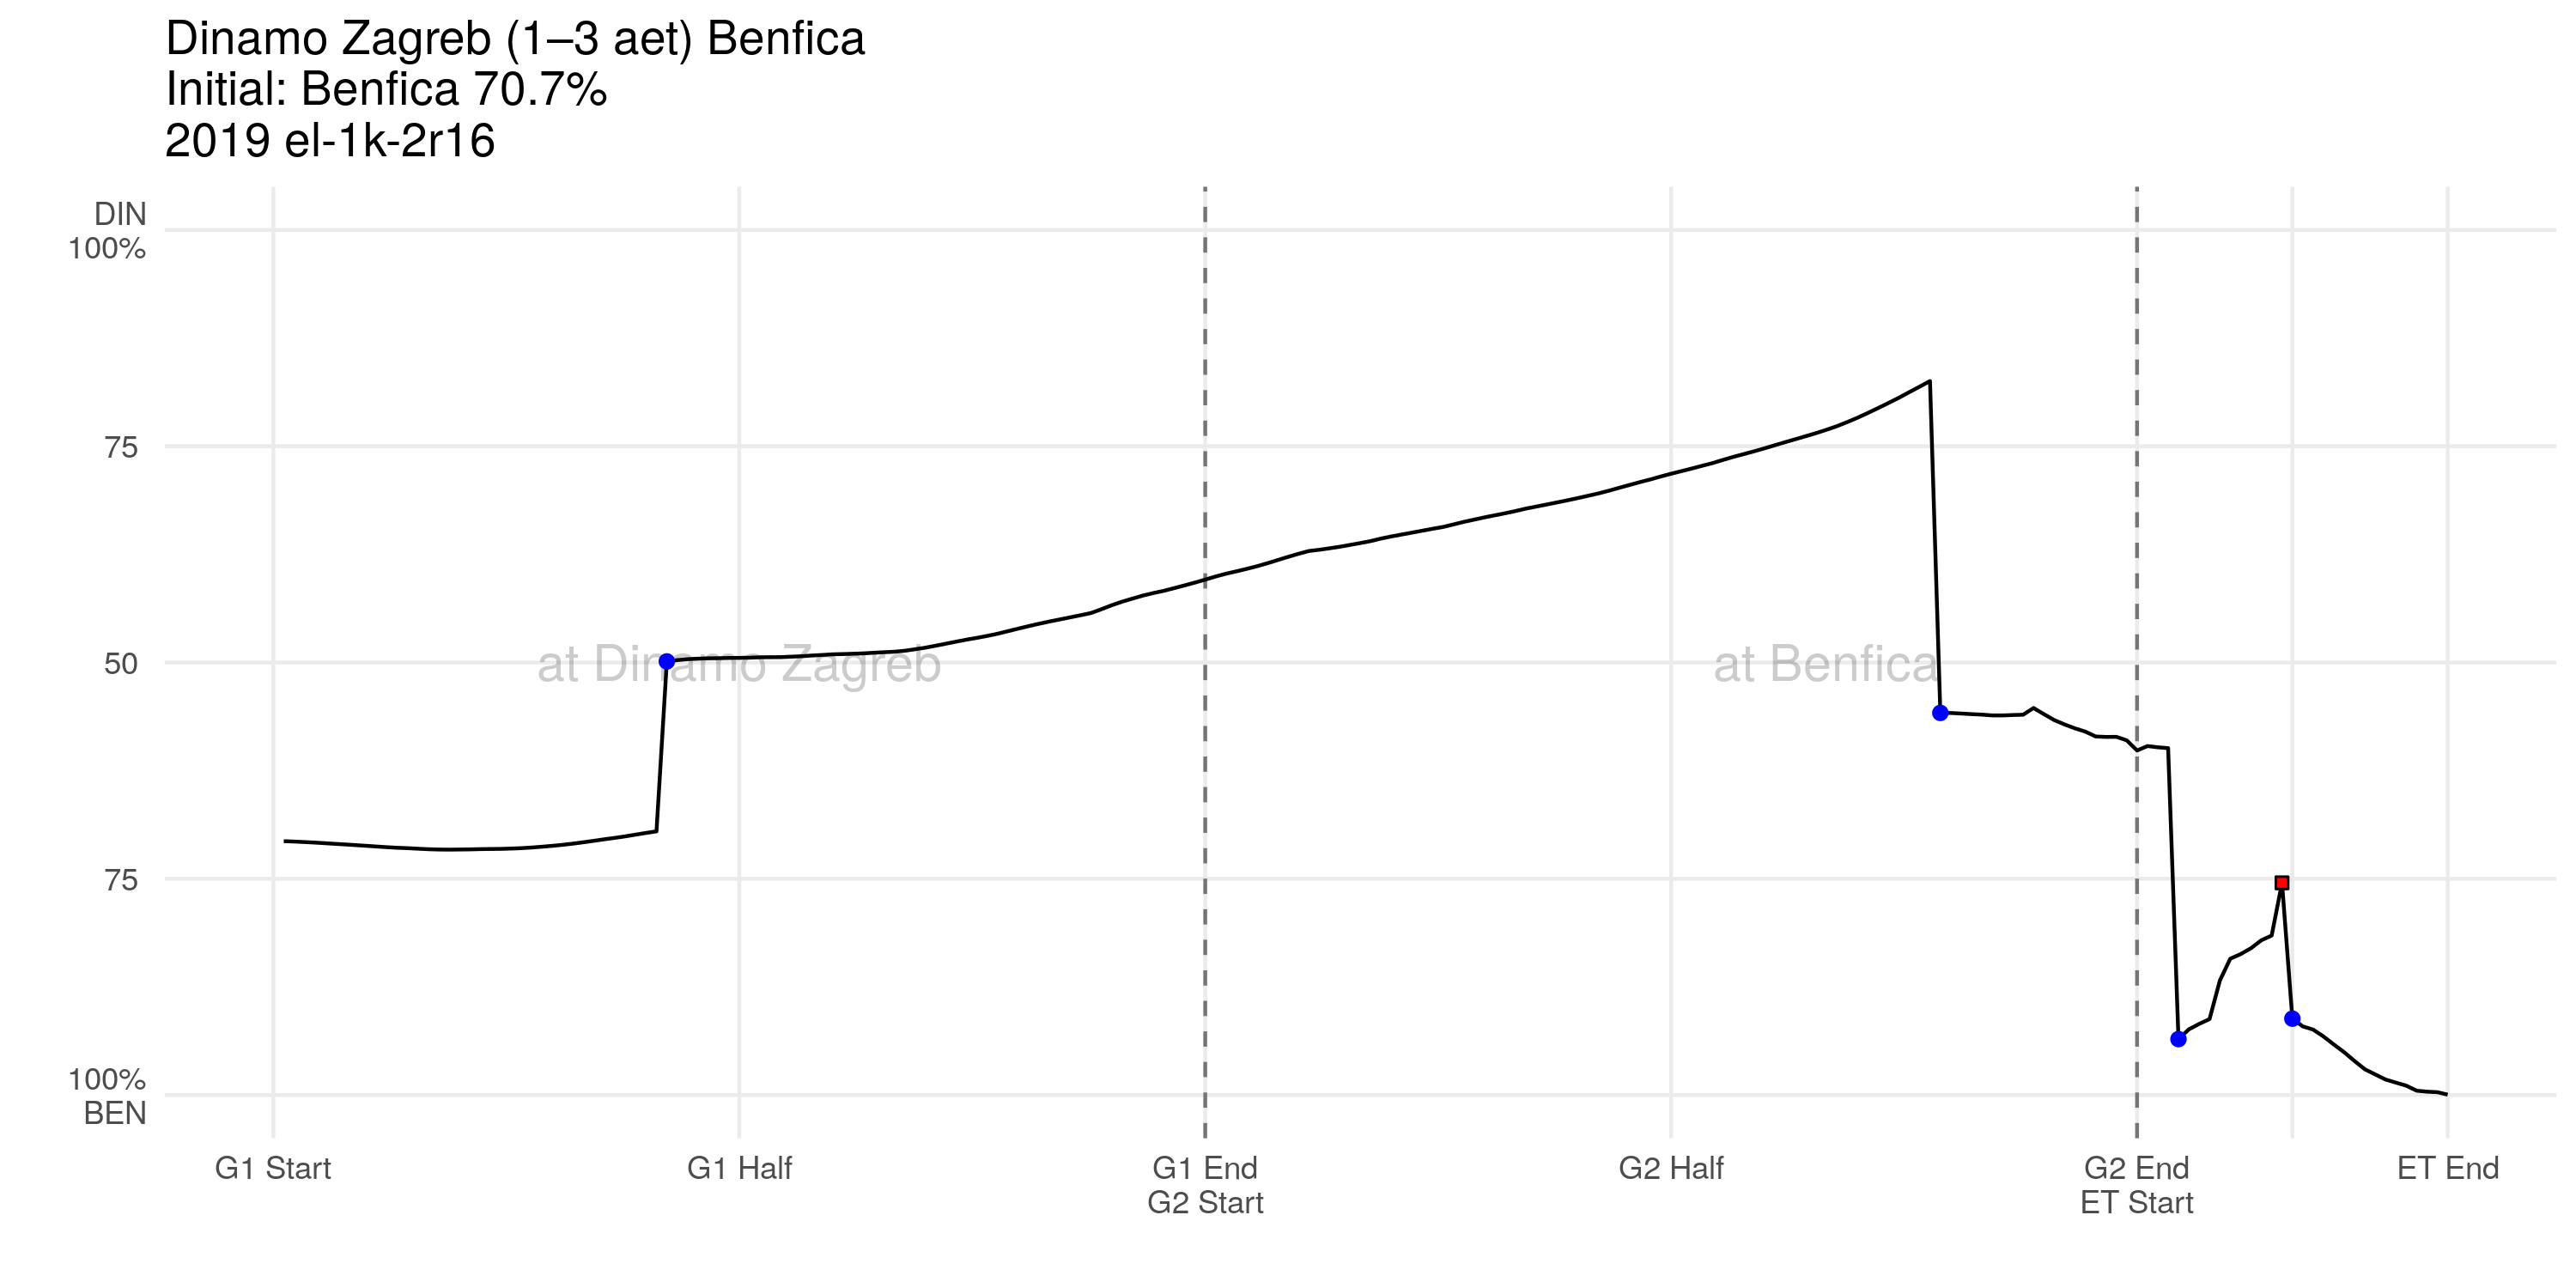 Dinamo Zagreb (1–3 aet) Benfica
Initial: Benfica 70.7%
2019 el-1k-2r16
DIN
100%
75
50
75
100%
BEN
at Dinamo Zagreb
at Benfica
G1 Start
G1 Half
G1 End
G2 Start
G2 Half
G2 End
ET Start
ET End